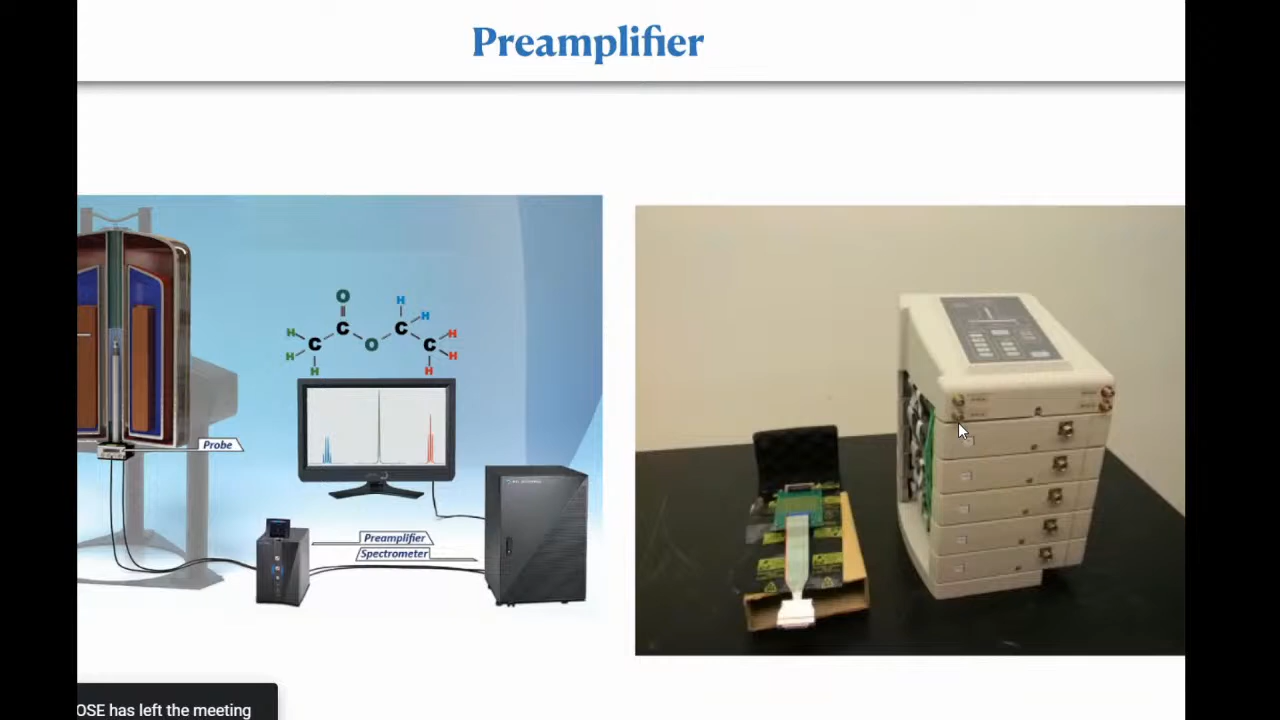 Preamplifier
O
H
H
C
C
H
H
H
C
O
C
H
H
H
Probe
Preamplifier
Spectrometer
OSE has left the meeting